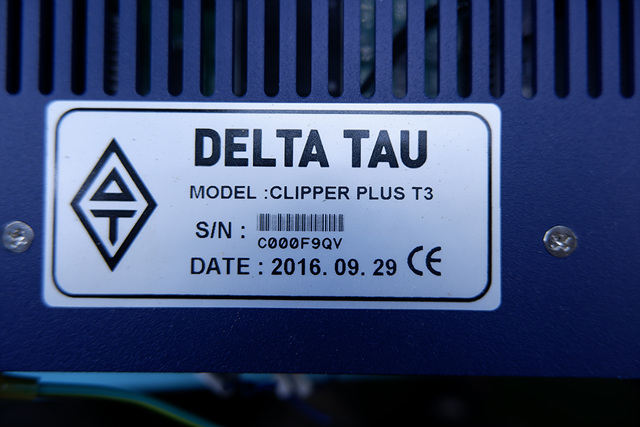 DELTA TAU
MODEL :CLIPPER PLUS T3
S/N :
C000F9QV
DATE : 2016. 09. 29 CE